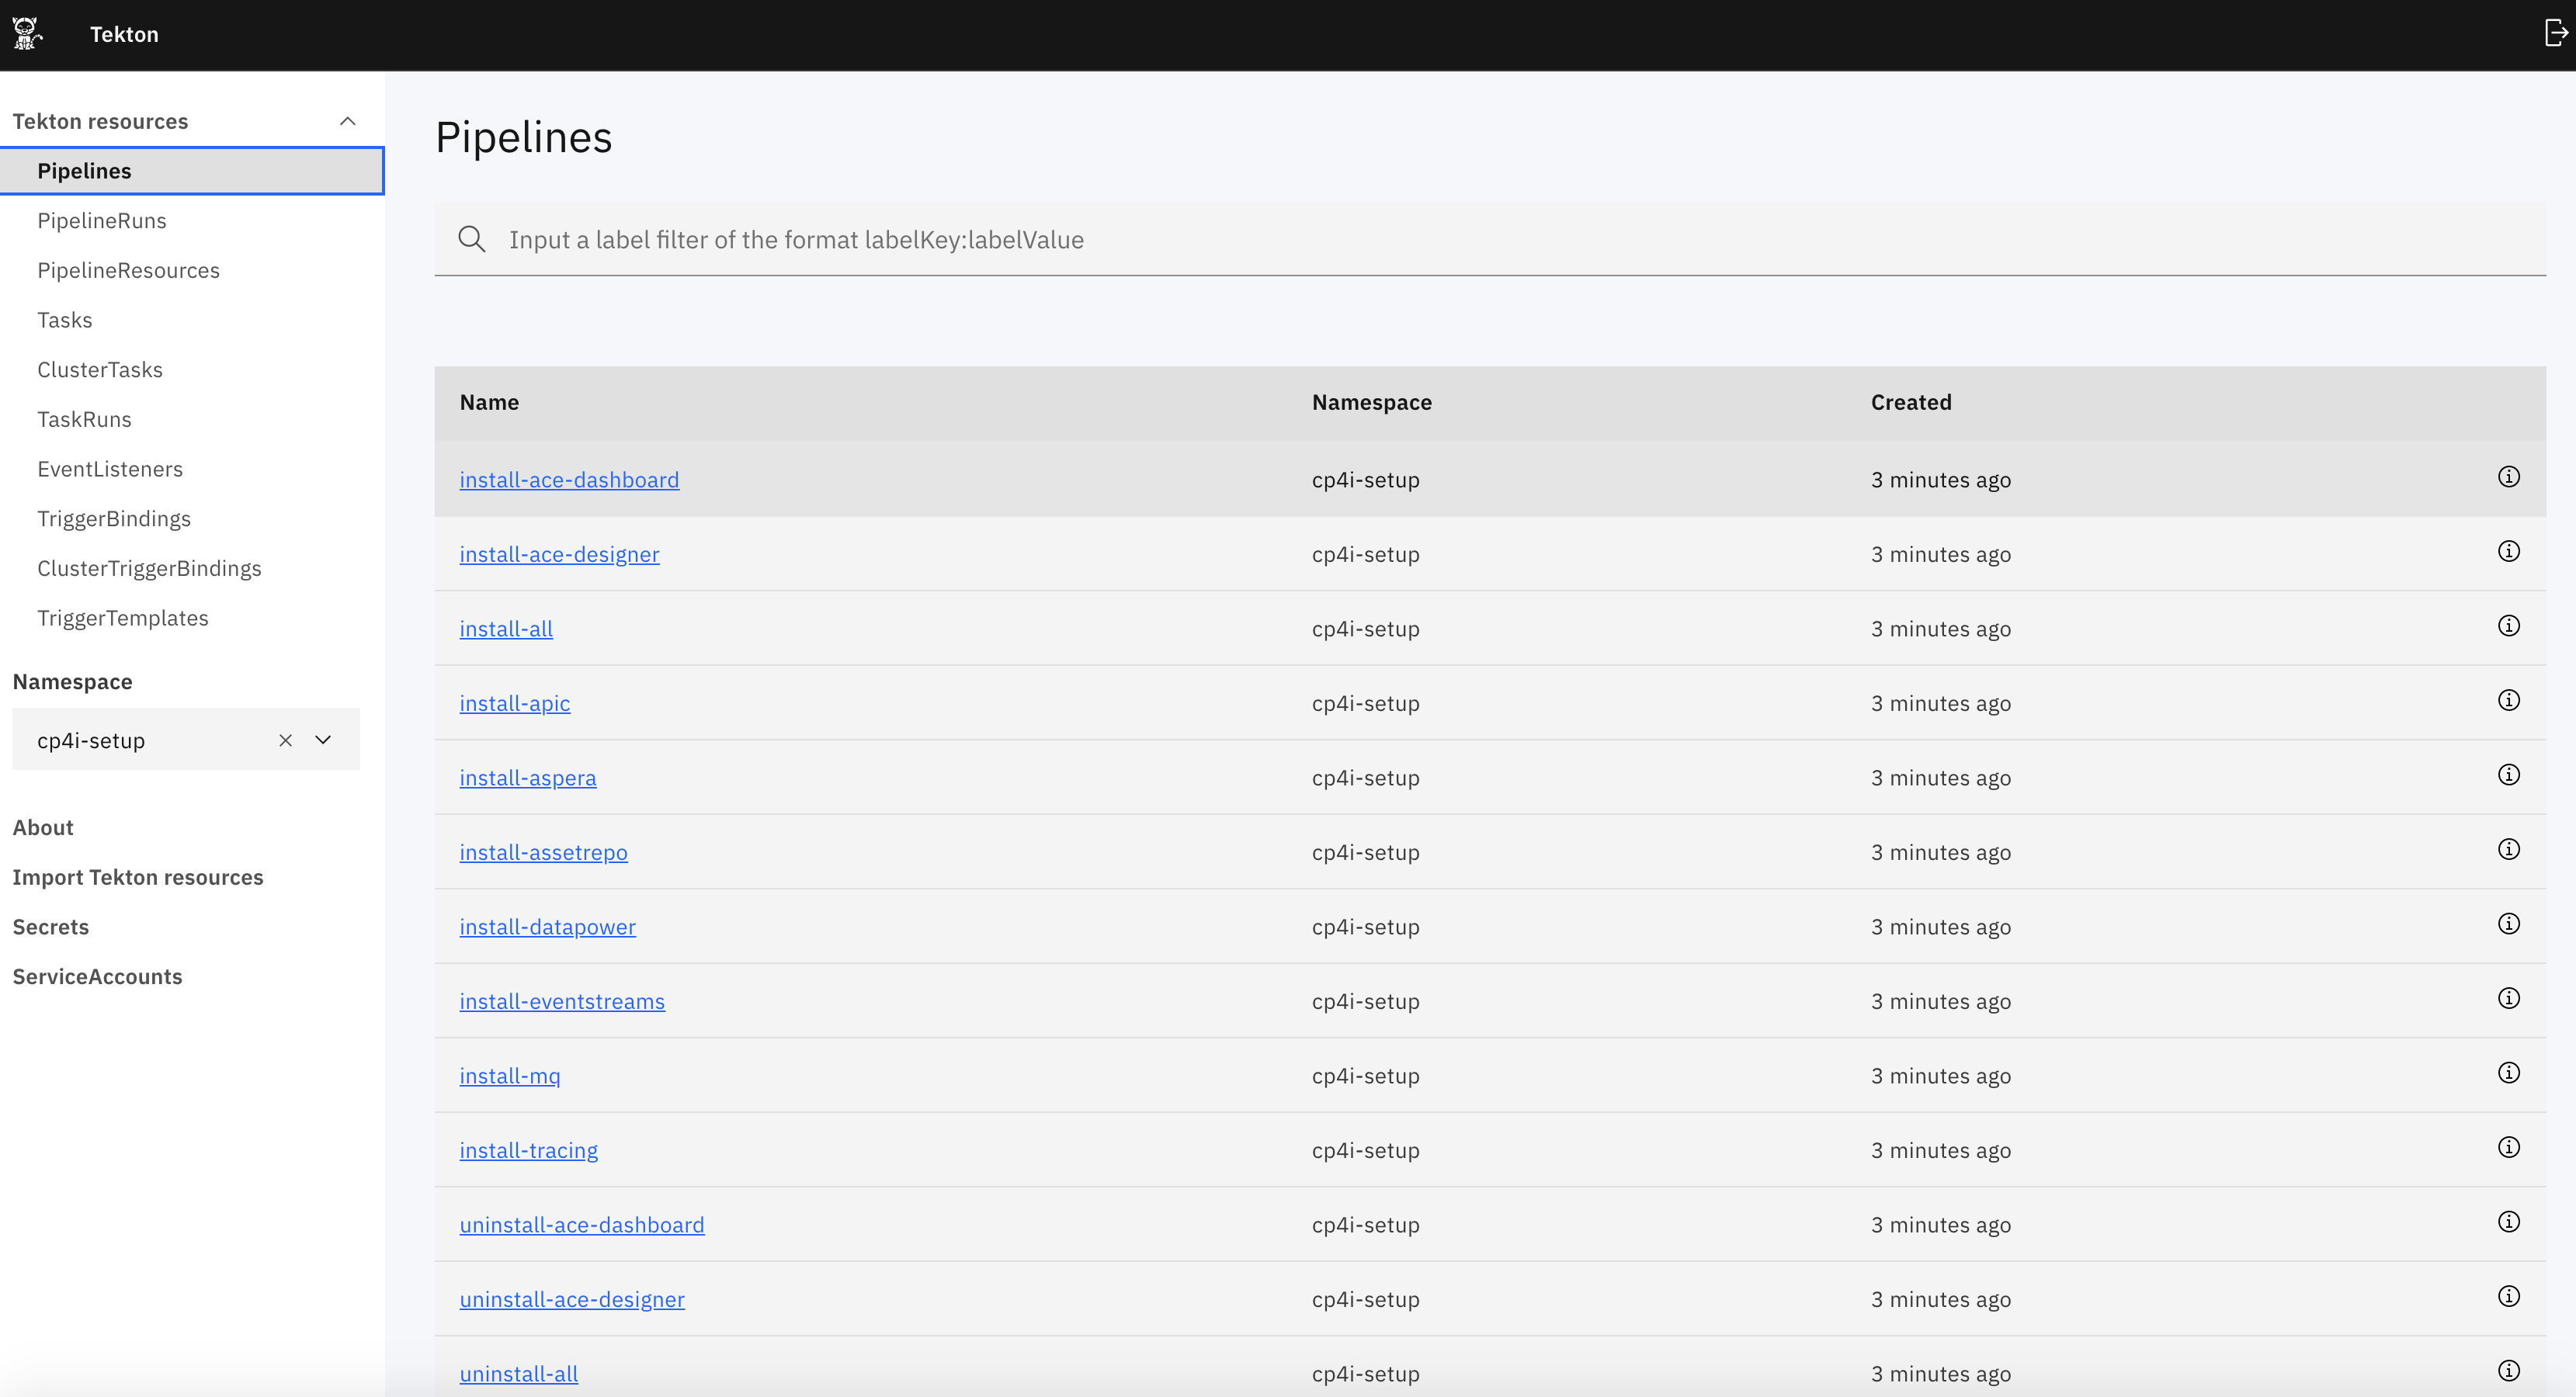 Tekton
Tekton resources
Pipelines
PipelineRuns
PipelineResources
Tasks
ClusterTasks
TaskRuns
EventListeners
TriggerBindings
ClusterTriggerBindings
TriggerTemplates
Namespace
cp4i-setup
About
Import Tekton resources
Secrets
ServiceAccounts
Pipelines
Input a label filter of the format labelKey:labelValue
Name Namespace Created
install-ace-dashboard cp4i-setup 3 minutes ago
install-ace-designer cp4i-setup 3 minutes ago
install-all cp4i-setup 3 minutes ago
install-apic cp4i-setup 3 minutes ago
install-aspera cp4i-setup 3 minutes ago
install-assetrepo cp4i-setup 3 minutes ago
install-datapower cp4i-setup 3 minutes ago
install-eventstreams cp4i-setup 3 minutes ago
install-mq cp4i-setup 3 minutes ago
install-tracing cp4i-setup 3 minutes ago
uninstall-ace-dashboard cp4i-setup 3 minutes ago
uninstall-ace-designer cp4i-setup 3 minutes ago
uninstall-all cp4i-setup 3 minutes ago